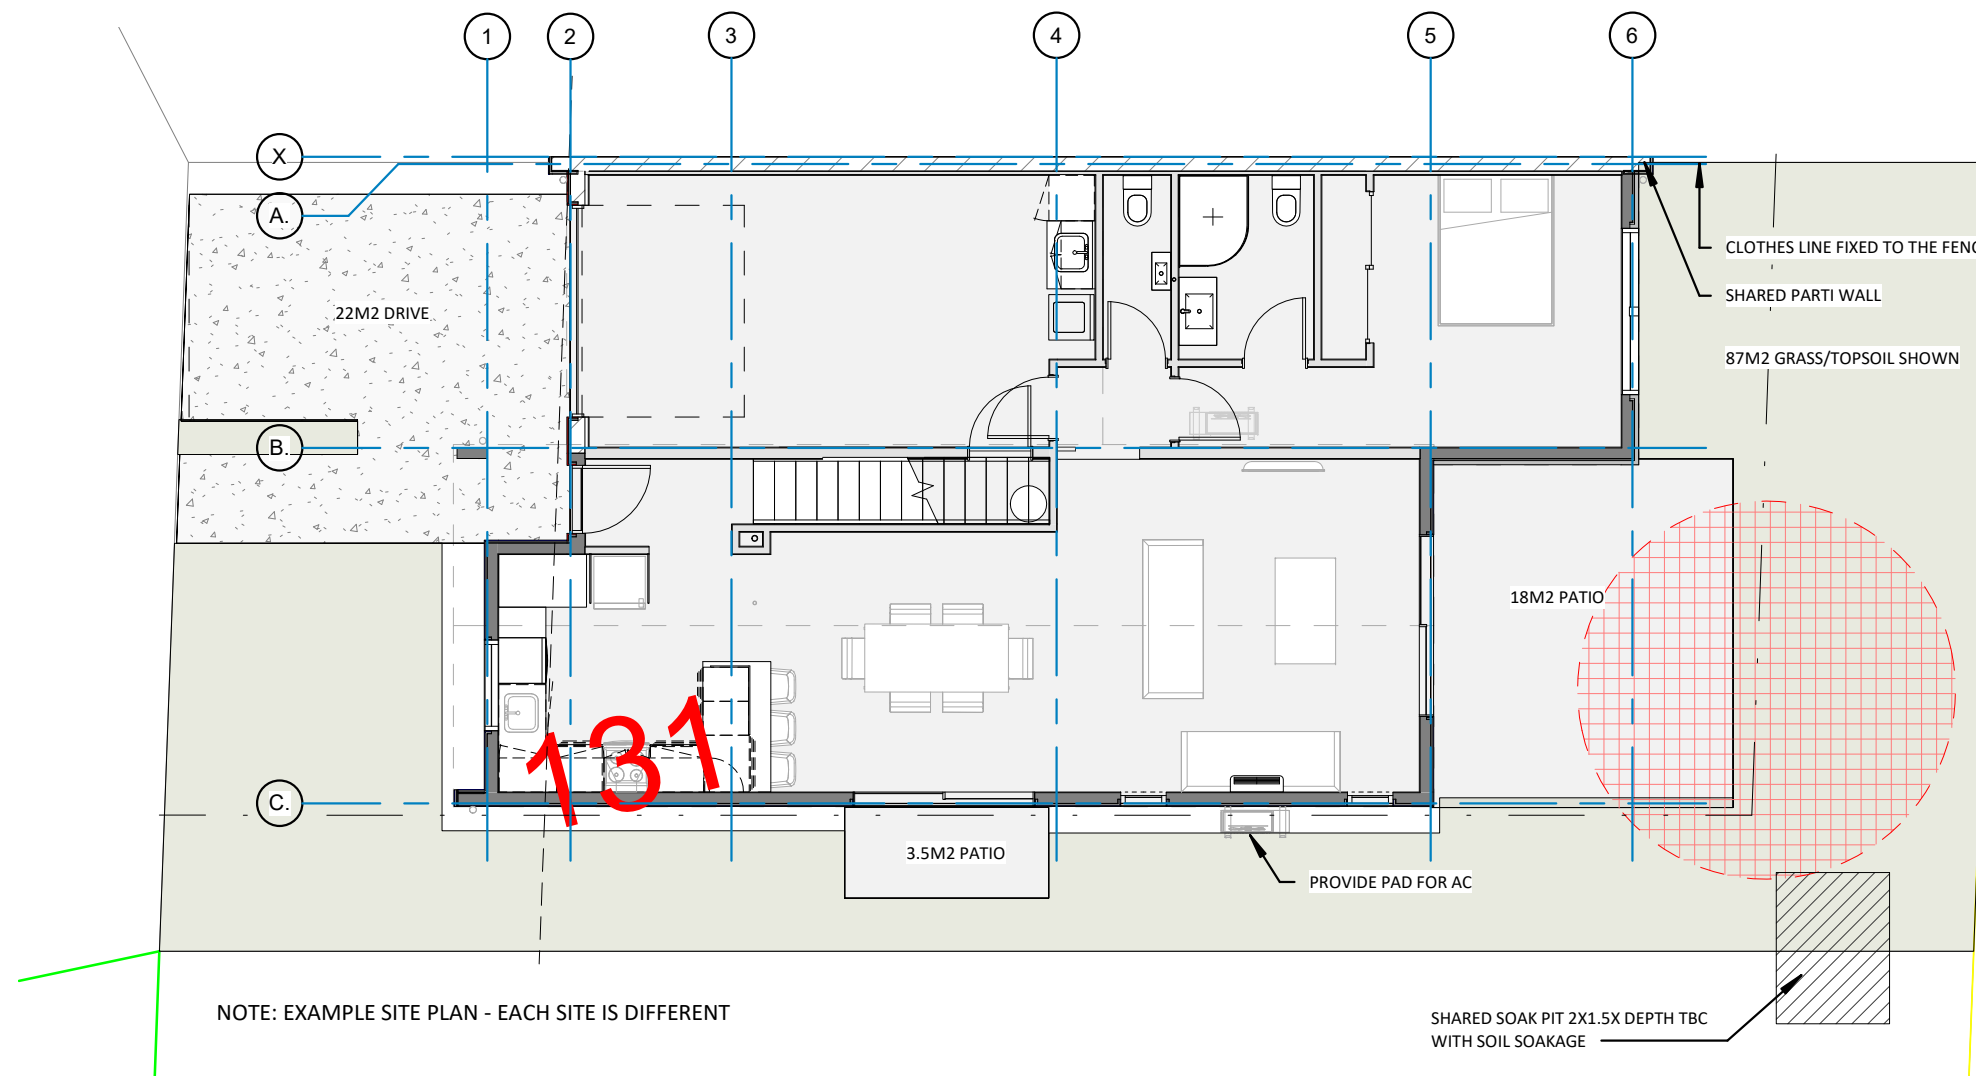 1
2
3
4
5
6
X
A.
B.
C.
22M2 DRIVE
CLOTHES LINE FIXED TO THE FENC
SHARED PARTI WALL
87M2 GRASS/TOPSOIL SHOWN
18M2 PATIO
131
3.5M2 PATIO
PROVIDE PAD FOR AC
NOTE: EXAMPLE SITE PLAN - EACH SITE IS DIFFERENT
SHARED SOAK PIT 2X1.5X DEPTH TBC
WITH SOIL SOAKAGE